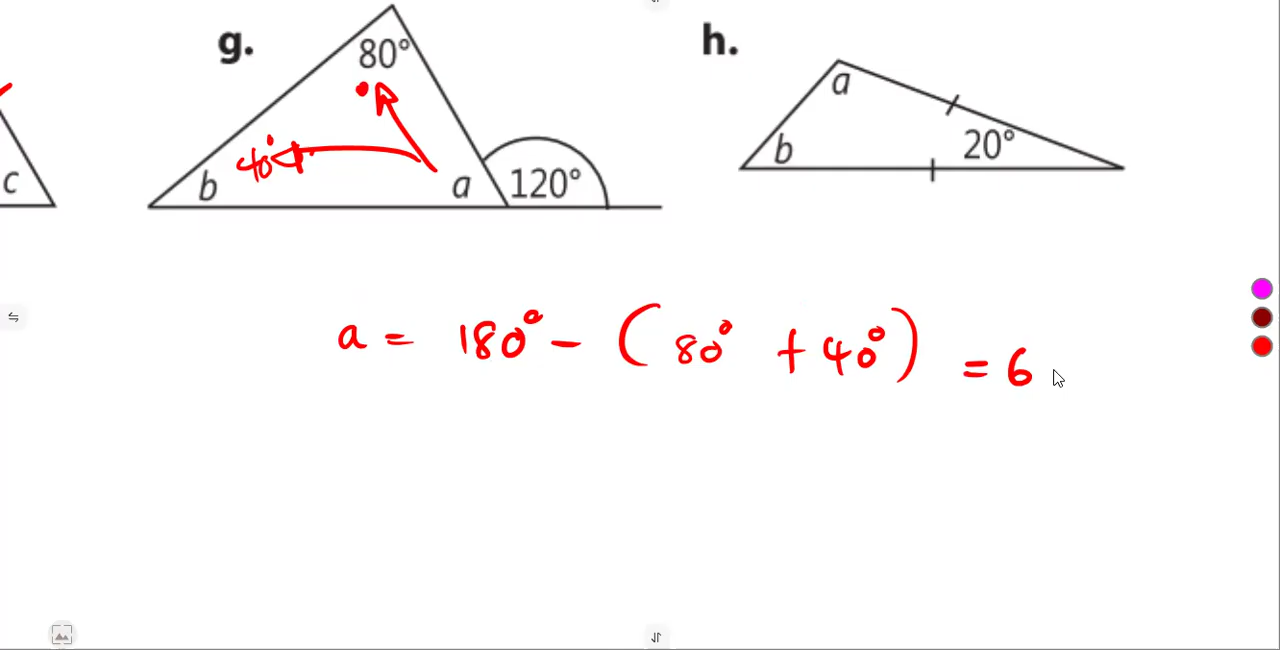 g.
80°
40°
b
a
120°
c
h.
a
b
20°
a = 180° - (80° + 40°) = 6